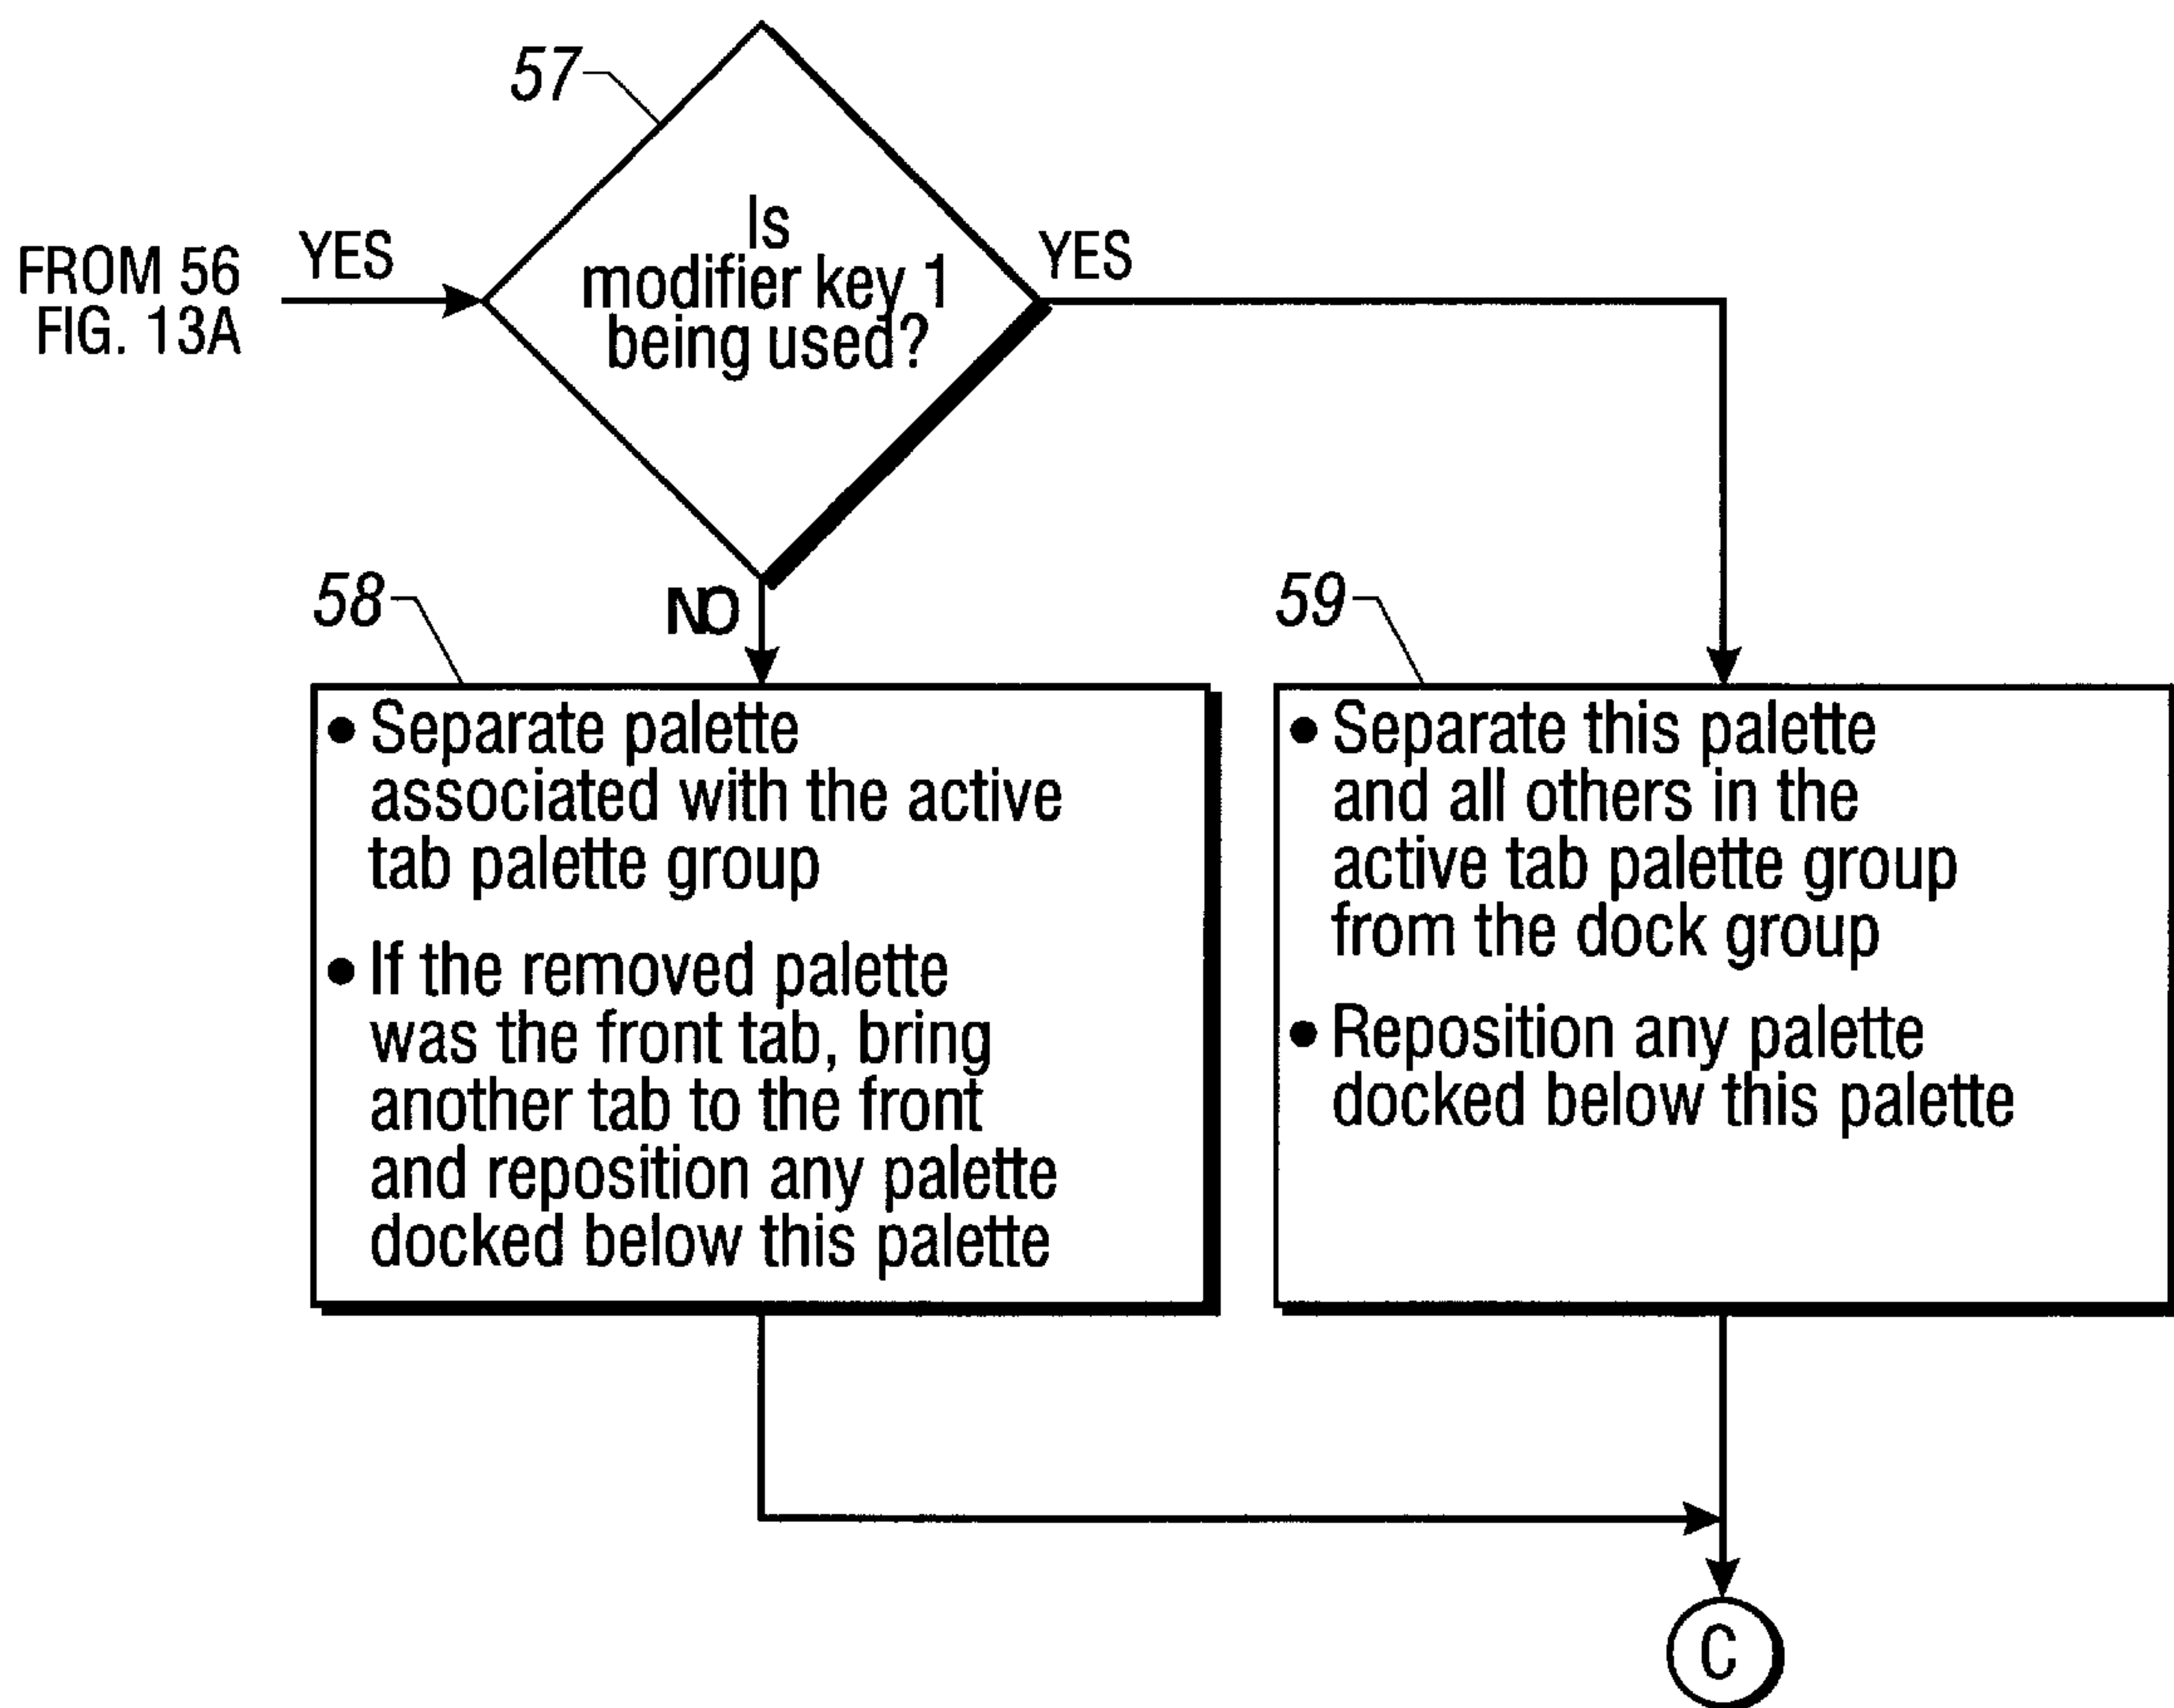 57
FROM 56
FIG. 13A
YES
Is
modifier key 1
being used?
YES
NO
58
• Separate palette
associated with the active
tab palette group
• If the removed palette
was the front tab, bring
another tab to the front
and reposition any palette
docked below this palette
59
• Separate this palette
and all others in the
active tab palette group
from the dock group
• Reposition any palette
docked below this palette
C